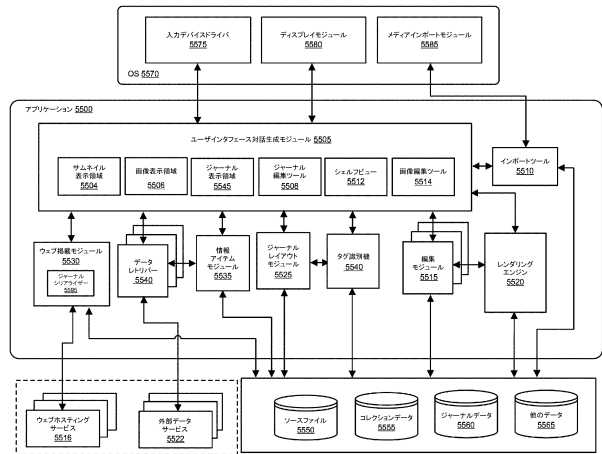 入力デバイスドライバ
5575
ディスプレイモジュール
5580
メディアインポートモジュール
5585
OS 5570
アプリケーション 5500
ユーザインタフェース対話生成モジュール 5505
サムネイル
表示領域
5504
画像表示領域
5506
ジャーナル
表示領域
5545
ジャーナル
編集ツール
5508
シェルフビュー
5512
画像編集ツール
5514
インポートツール
5510
ウェブ掲載モジュール
5530
ジャーナル
シリアライザー
5595
データ
レトリバー
5540
情報
アイテム
モジュール
5535
ジャーナル
レイアウト
モジュール
5525
タグ識別機
5540
編集
モジュール
5515
レンダリング
エンジン
5520
ウェブホスティング
サービス
5516
外部データ
サービス
5522
ソースファイル
5550
コレクションデータ
5555
ジャーナルデータ
5560
他のデータ
5565